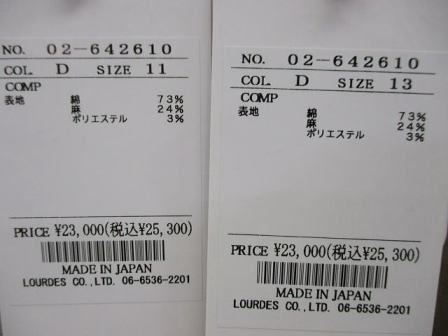 NO. 02-642610
COL. D SIZE 11
COMP
表地 綿 73%
麻 24%
ポリエステル 3%
PRICE ¥23,000(税込¥25,300)
MADE IN JAPAN
LOURDES CO.,LTD. 06-6536-2201
NO. 02-642610
COL. D SIZE 13
COMP
表地 綿 73%
麻 24%
ポリエステル 3%
PRICE ¥23,000(税込¥25,300)
MADE IN JAPAN
LOURDES CO.,LTD. 06-6536-2201